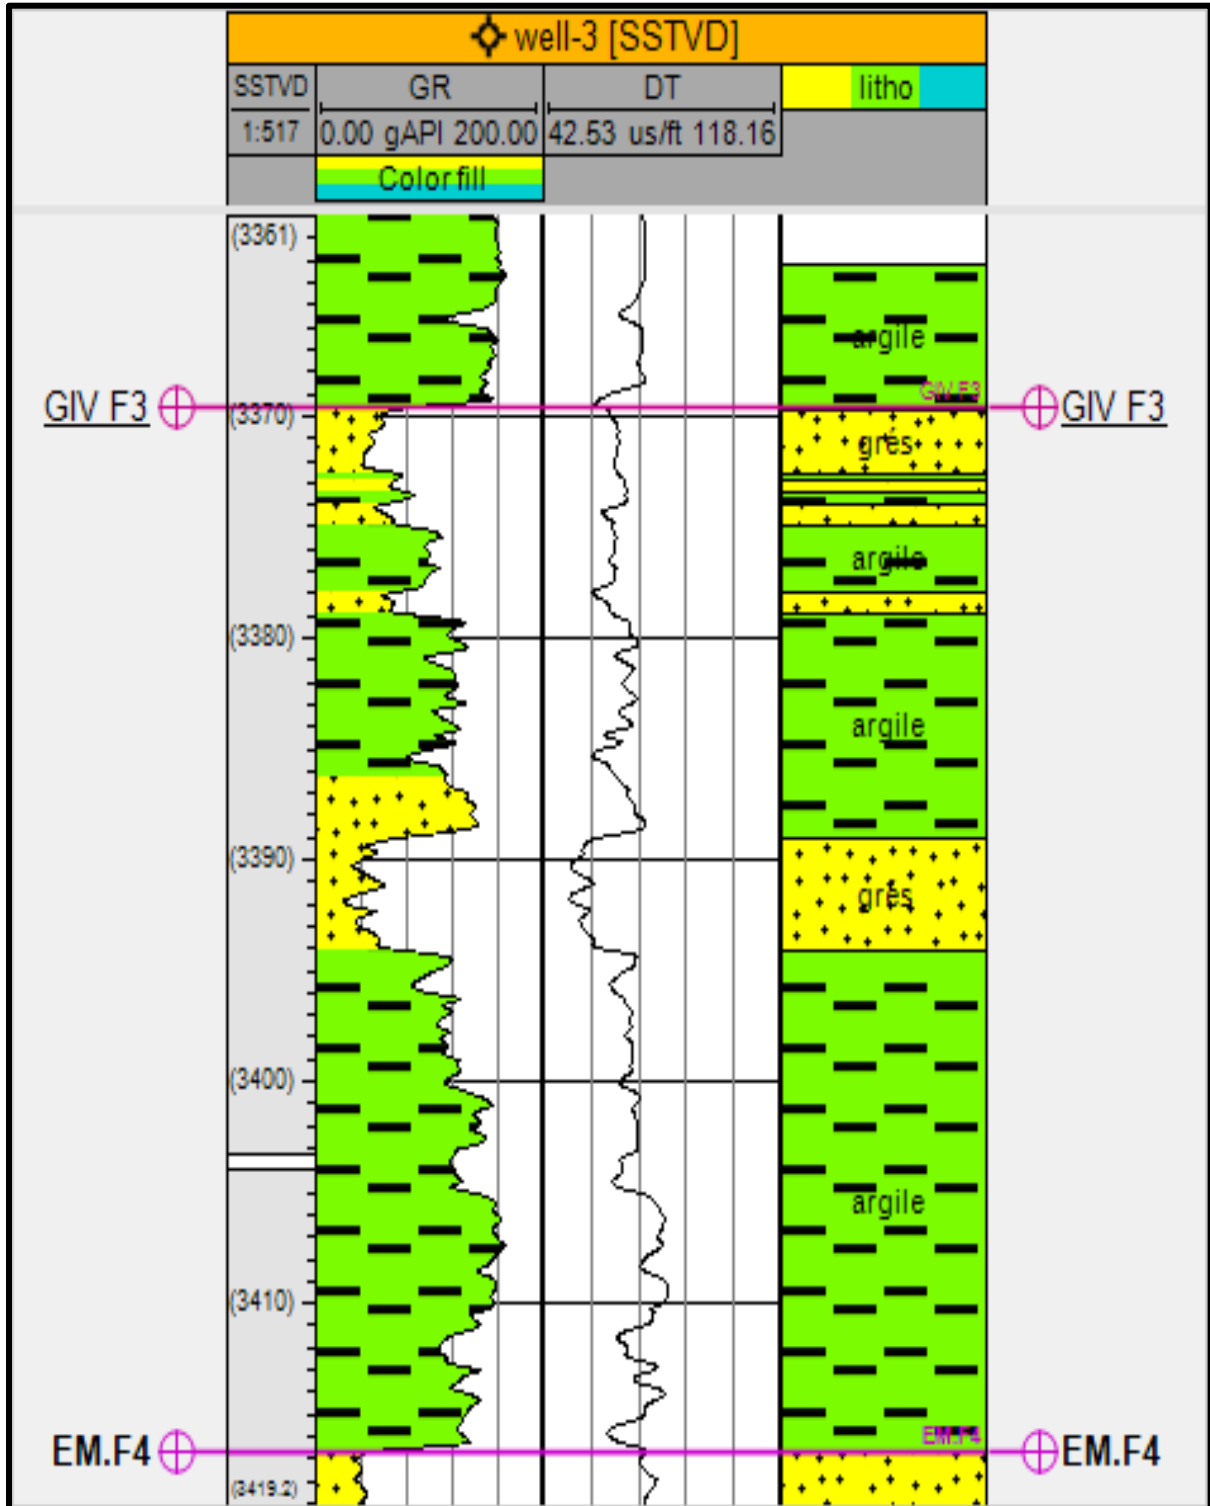 well-3 [SSTVD]
SSTVD GR DT litho
1:517 0.00 gAPI 200.00 42.53 us/ft 118.16
Color fill
(3361)
argile
GIV F3 GIV F3 GIV F3
(3370)
grés
argile
(3380)
argile
(3390)
grés
(3400)
argile
(3410)
EM.F4 EM.F4 EM.F4
(3419.2)